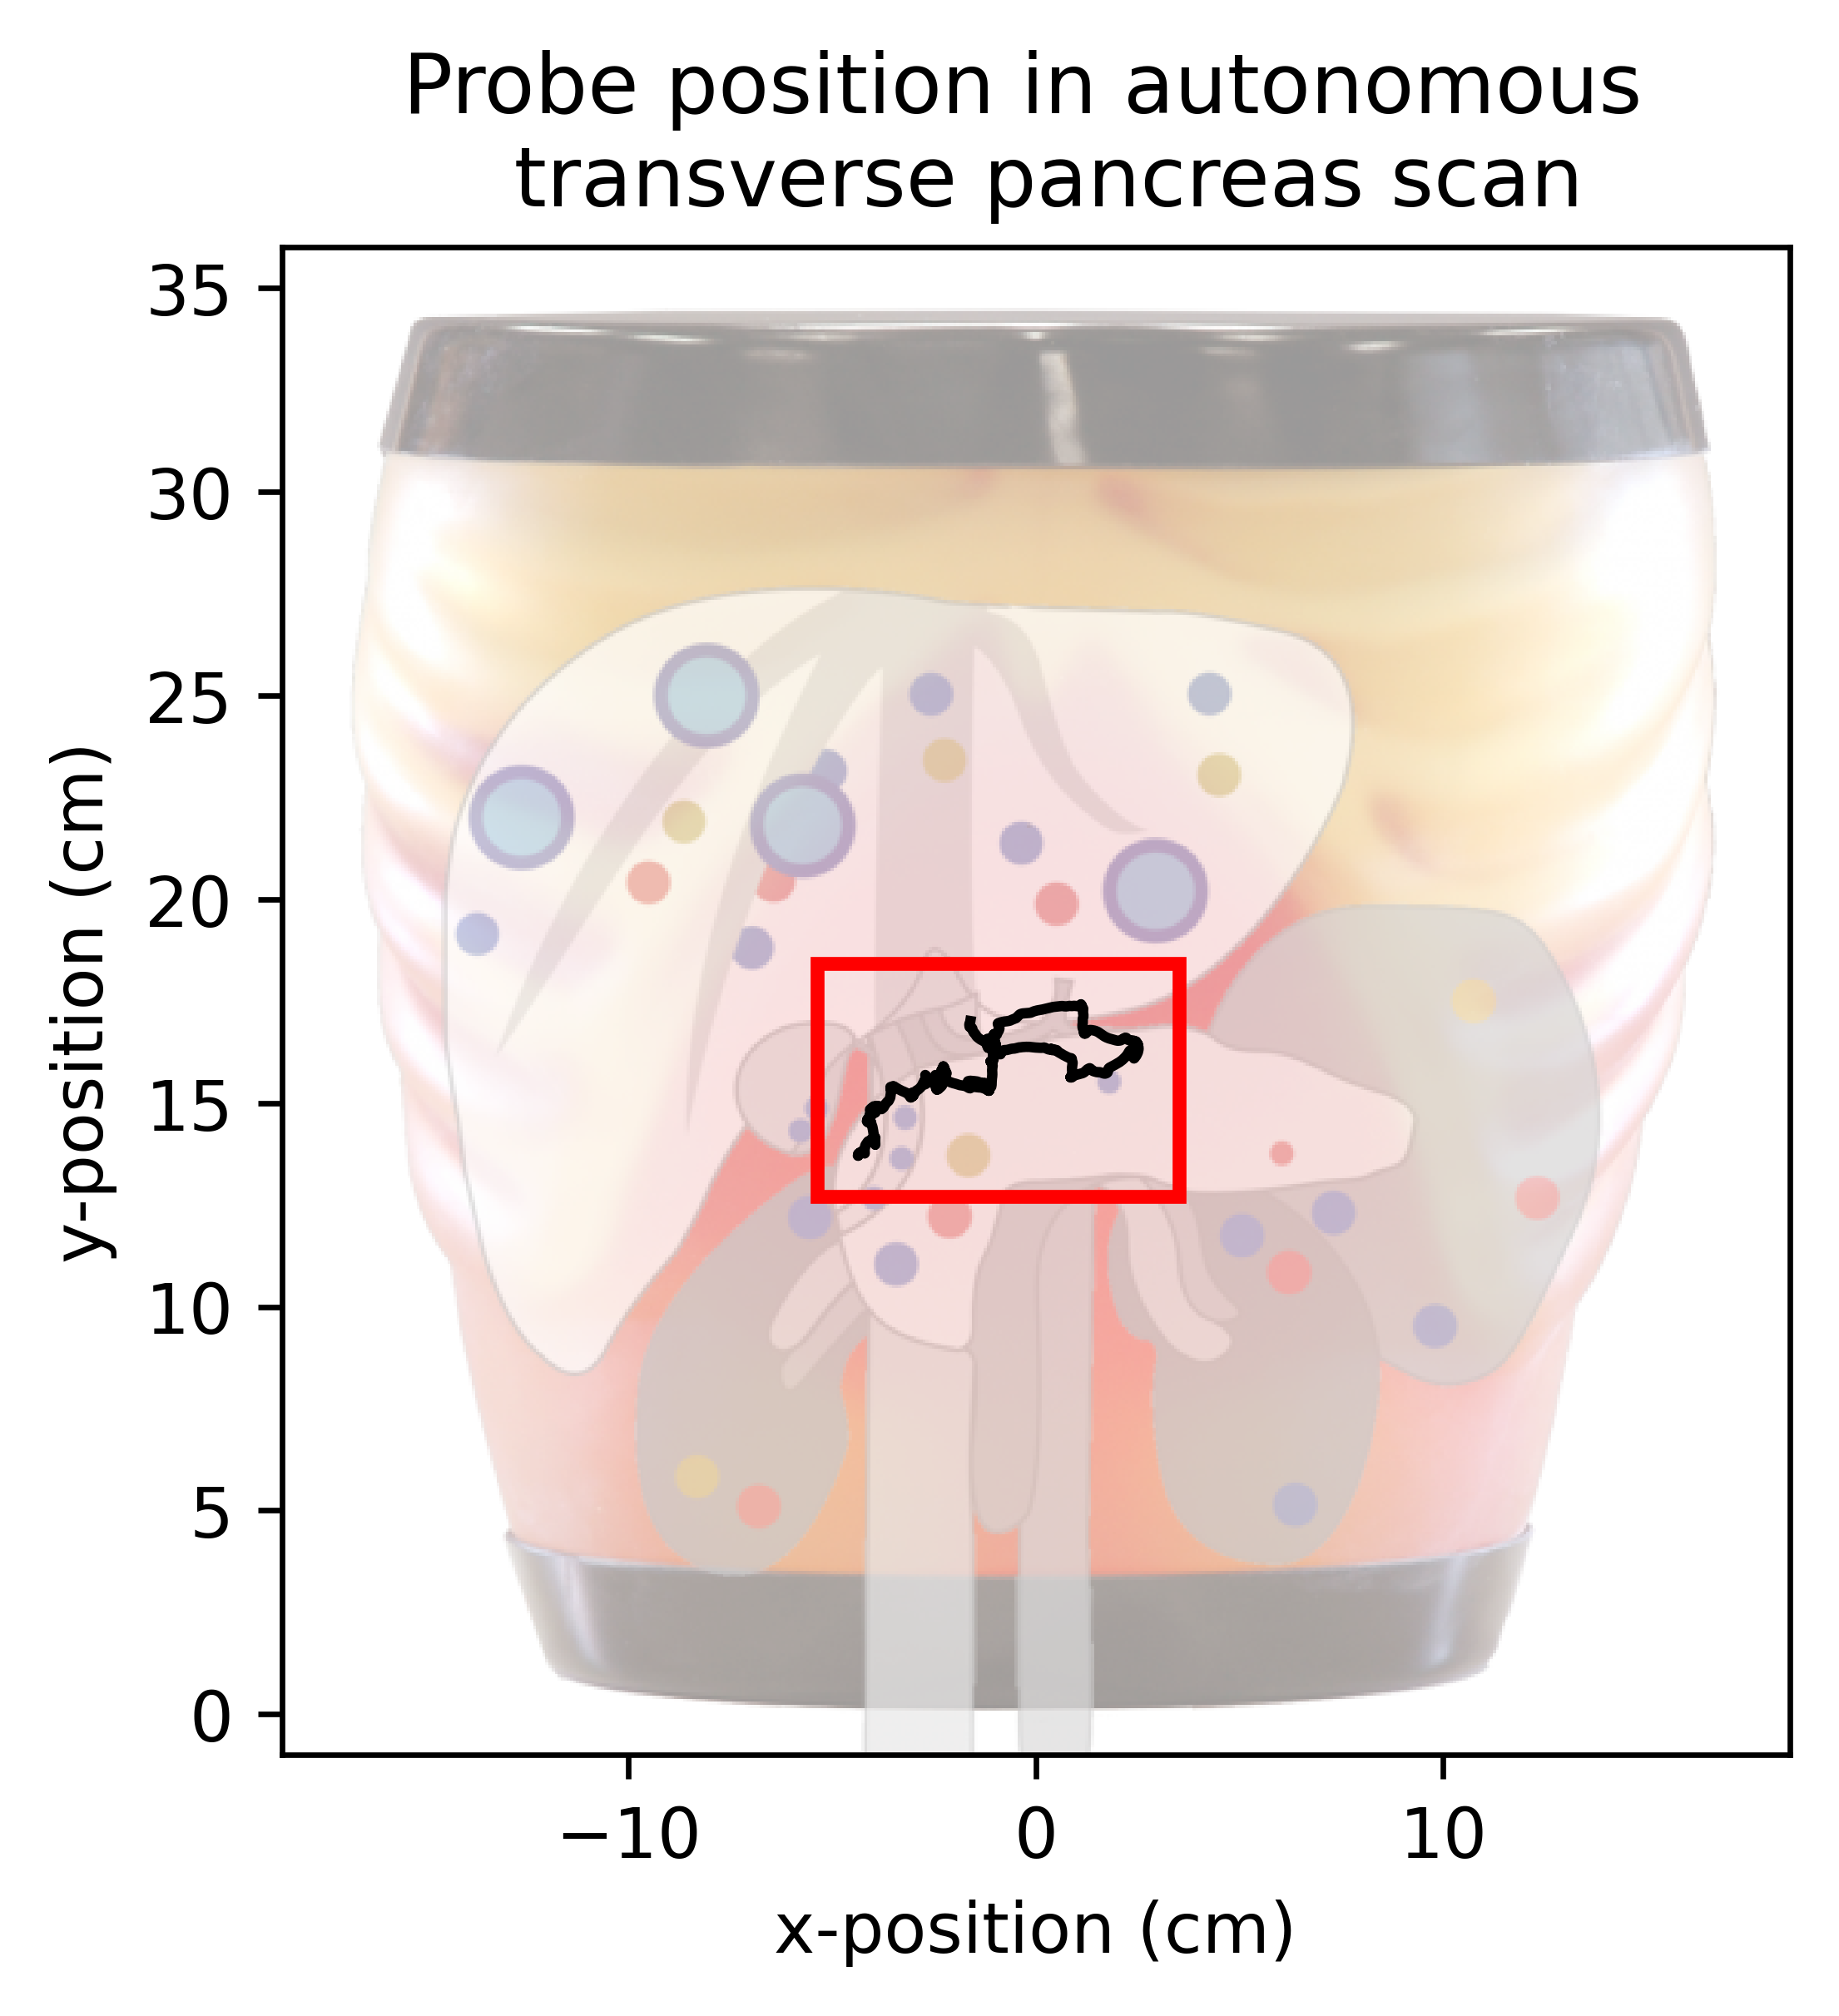 Probe position in autonomous
transverse pancreas scan
y-position (cm)
35
30
25
20
15
10
5
0
−10
0
10
x-position (cm)